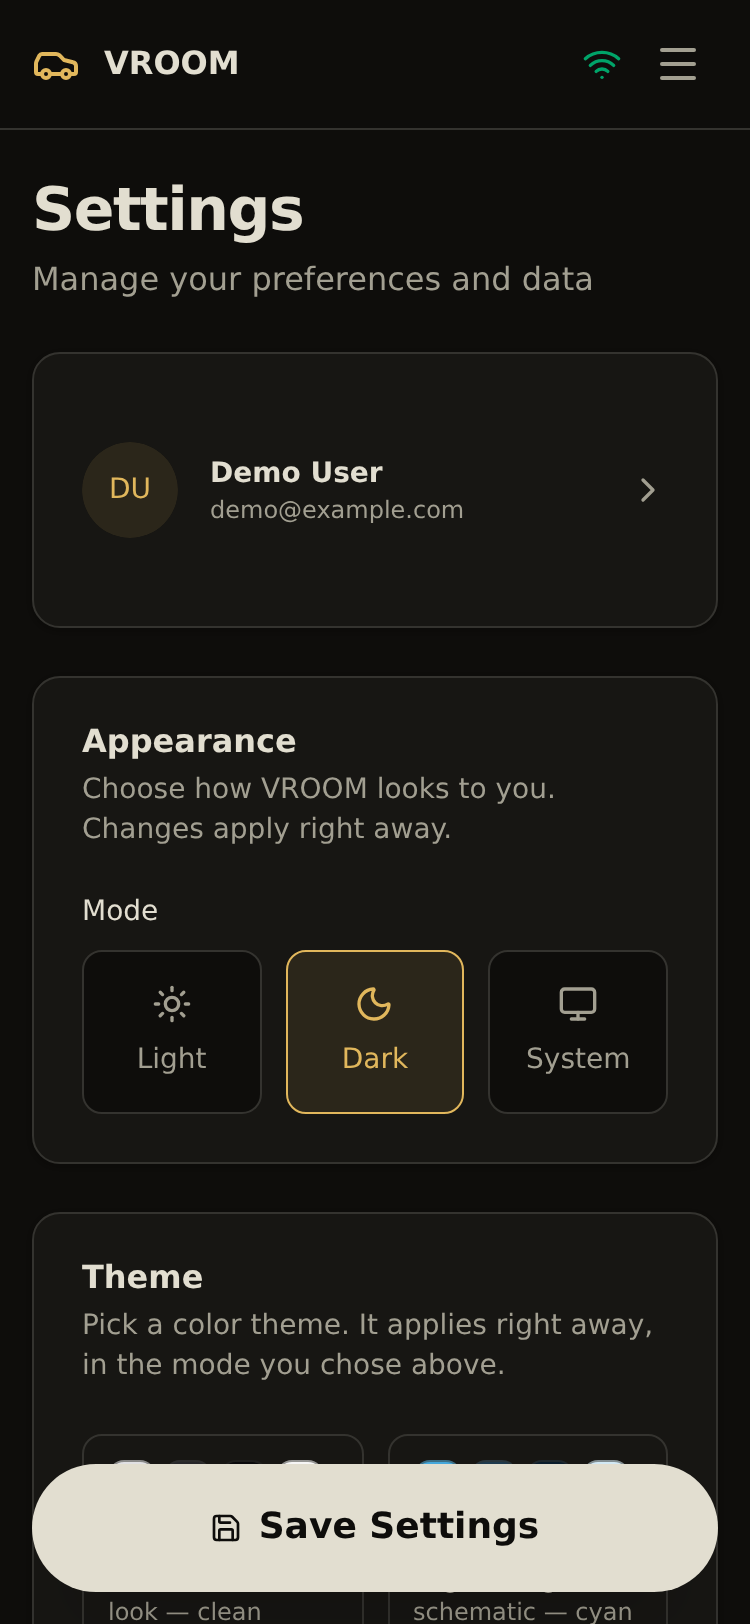 VROOM
Settings
Manage your preferences and data
DU
Demo User
demo@example.com
Appearance
Choose how VROOM looks to you.
Changes apply right away.
Mode
Light
Dark
System
Theme
Pick a color theme. It applies right away,
in the mode you chose above.
Save Settings
look — clean
schematic — cyan